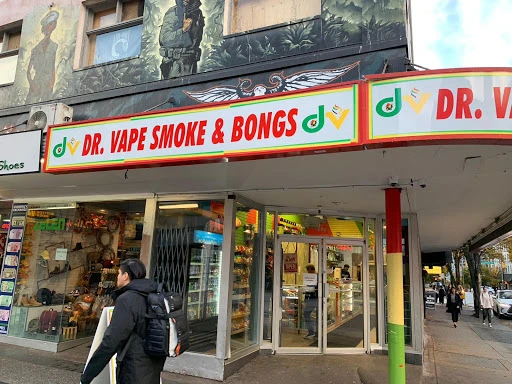 Shoes
dv DR. VAPE SMOKE & BONGS dv
dv DR. VA